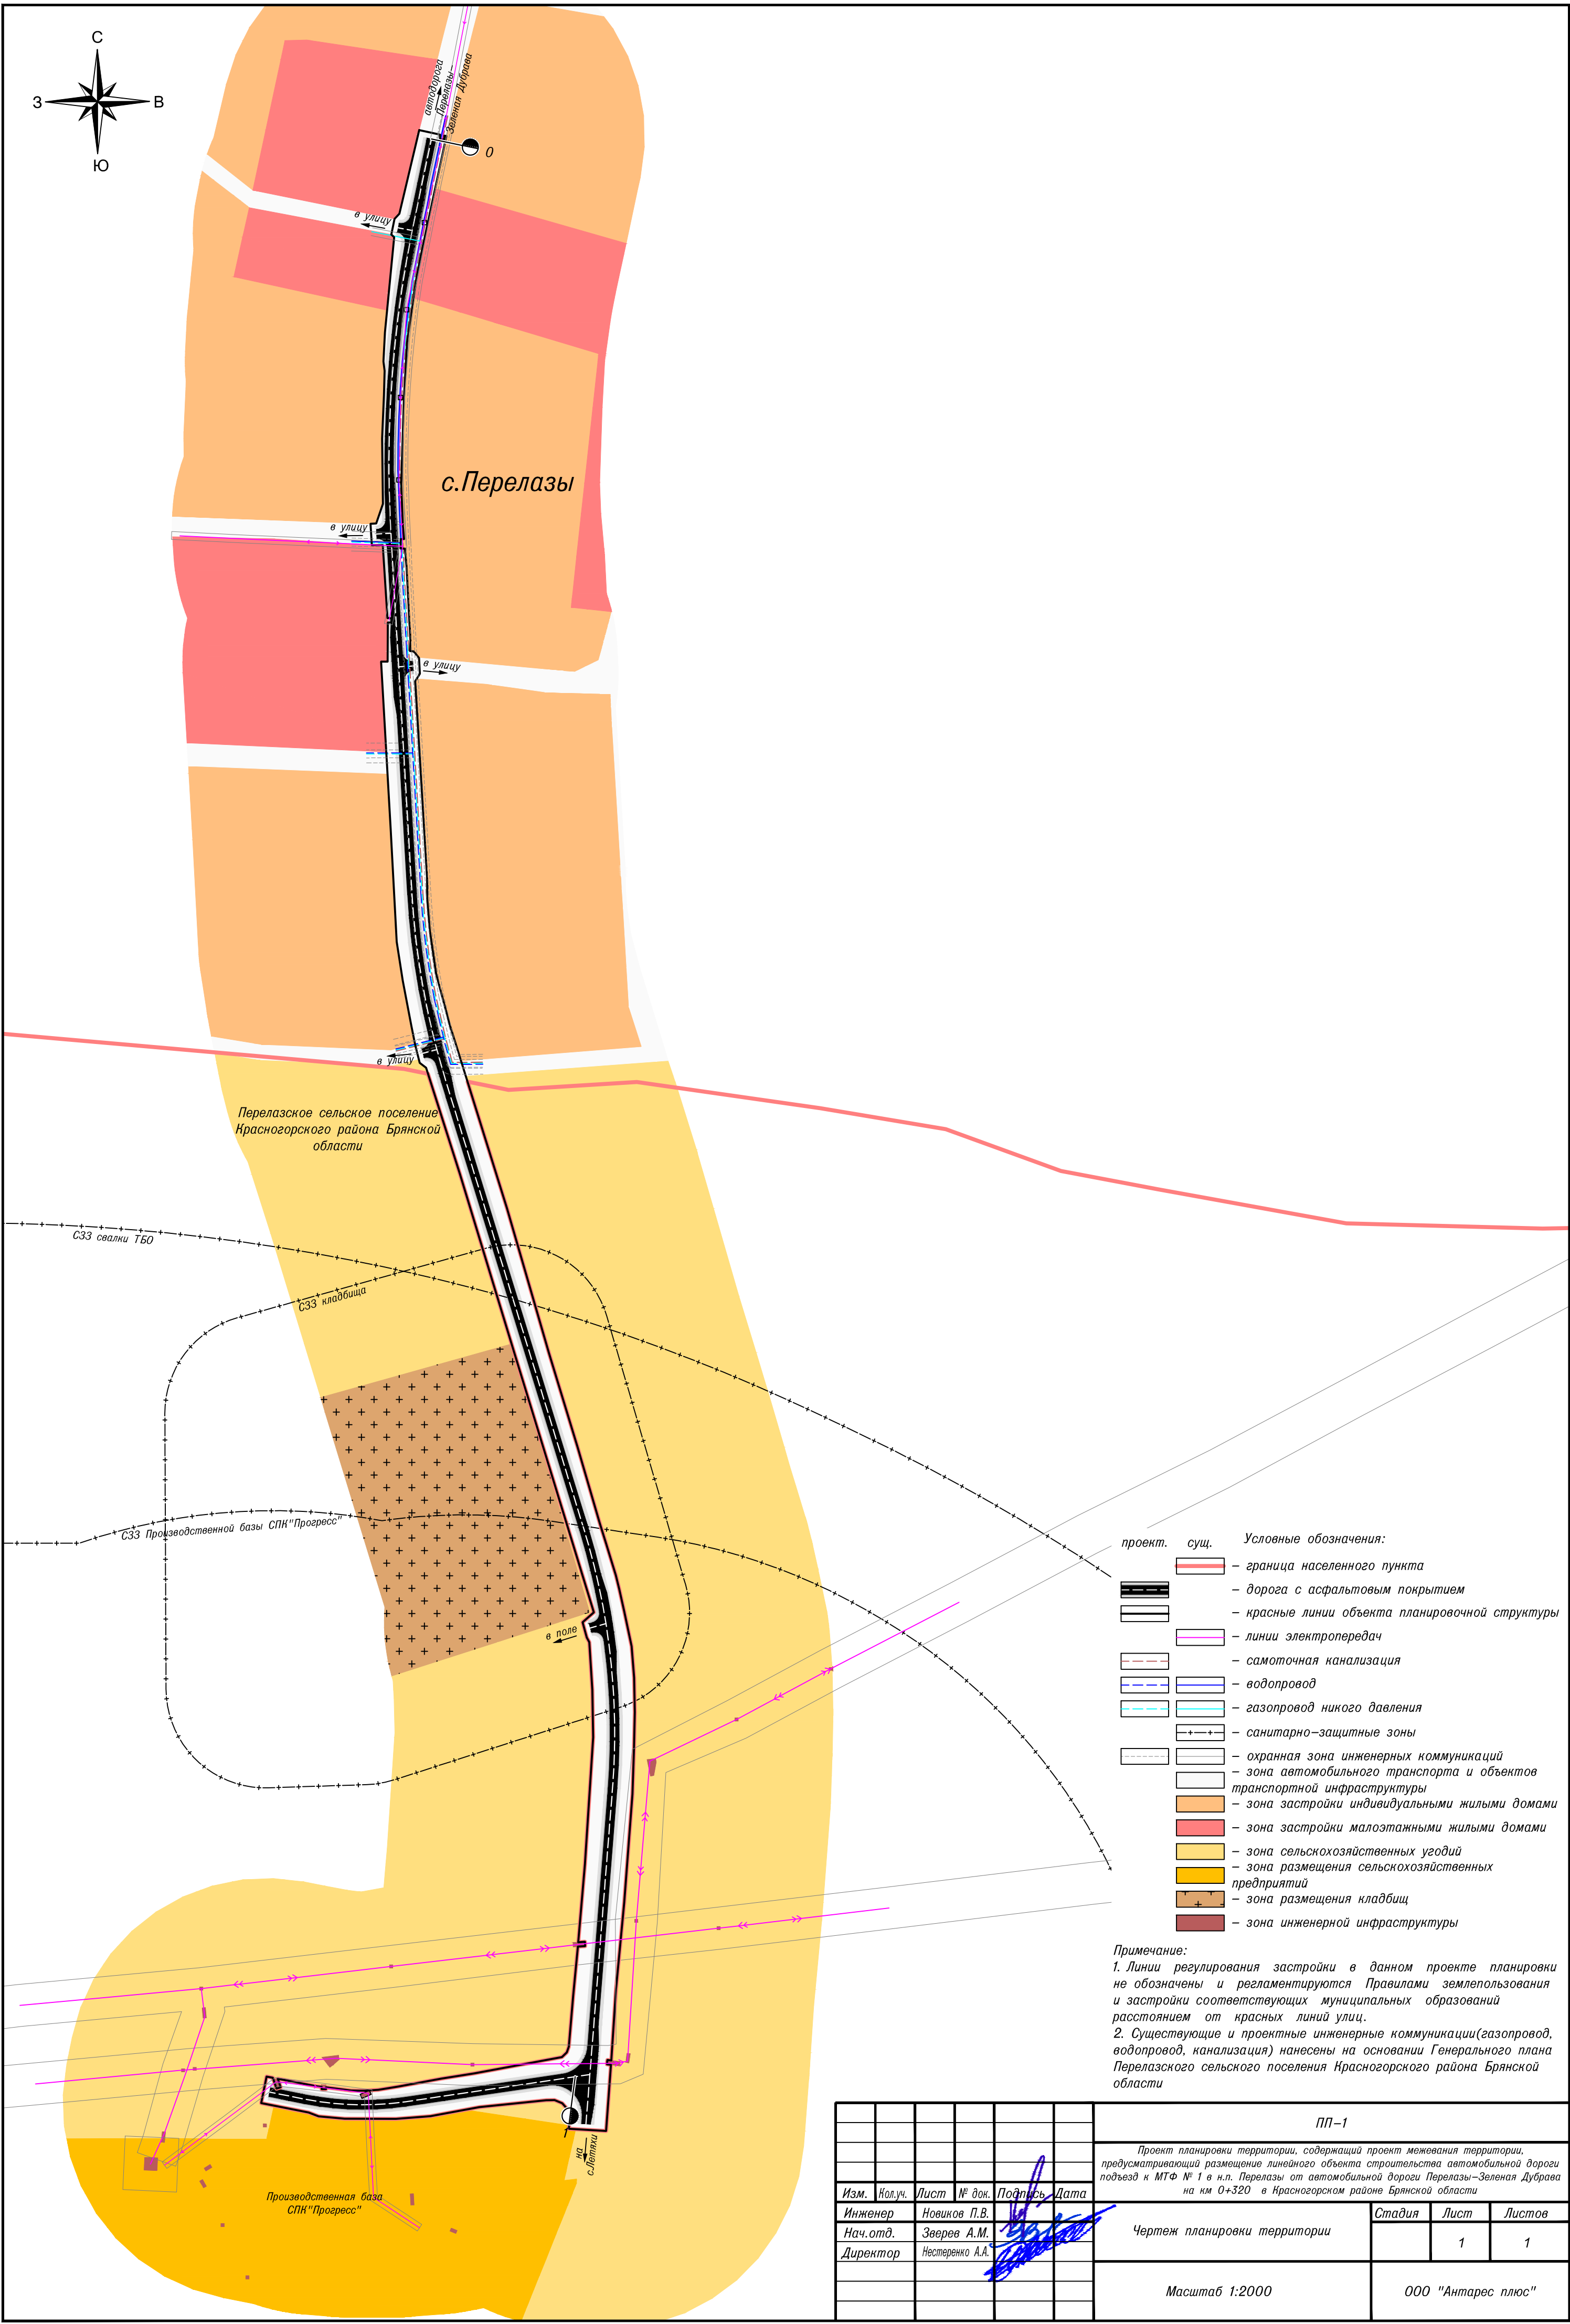 С
З
В
Ю
автодорога
Перелазы-
Зеленая Дубрава
0
в улицу
с.Перелазы
в улицу
в улицу
в улицу
Перелазское сельское поселение
Красногорского района Брянской
области
СЗЗ свалки ТБО
СЗЗ кладбища
СЗЗ Производственной базы СПК"Прогресс"
в поле
1
на
с.Летяхи
Производственная база
СПК"Прогресс"
проект. сущ. Условные обозначения:
- граница населенного пункта
- дорога с асфальтовым покрытием
- красные линии объекта планировочной структуры
- линии электропередач
- самоточная канализация
- водопровод
- газопровод никого давления
- санитарно-защитные зоны
- охранная зона инженерных коммуникаций
- зона автомобильного транспорта и объектов
транспортной инфраструктуры
- зона застройки индивидуальными жилыми домами
- зона застройки малоэтажными жилыми домами
- зона сельскохозяйственных угодий
- зона размещения сельскохозяйственных
предприятий
- зона размещения кладбищ
- зона инженерной инфраструктуры
Примечание:
1. Линии регулирования застройки в данном проекте планировки
не обозначены и регламентируются Правилами землепользования
и застройки соответствующих муниципальных образований
расстоянием от красных линий улиц.
2. Существующие и проектные инженерные коммуникации(газопровод,
водопровод, канализация) нанесены на основании Генерального плана
Перелазского сельского поселения Красногорского района Брянской
области
ПП-1
Проект планировки территории, содержащий проект межевания территории,
предусматривающий размещение линейного объекта строительства автомобильной дороги
подъезд к МТФ № 1 в н.п. Перелазы от автомобильной дороги Перелазы-Зеленая Дубрава
на км 0+320 в Красногорском районе Брянской области
Изм. Кол.уч. Лист № док. Подпись Дата
Инженер Новиков П.В.
Нач.отд. Зверев А.М.
Директор Нестеренко А.А.
Чертеж планировки территории
Стадия Лист Листов
1 1
Масштаб 1:2000
ООО "Антарес плюс"